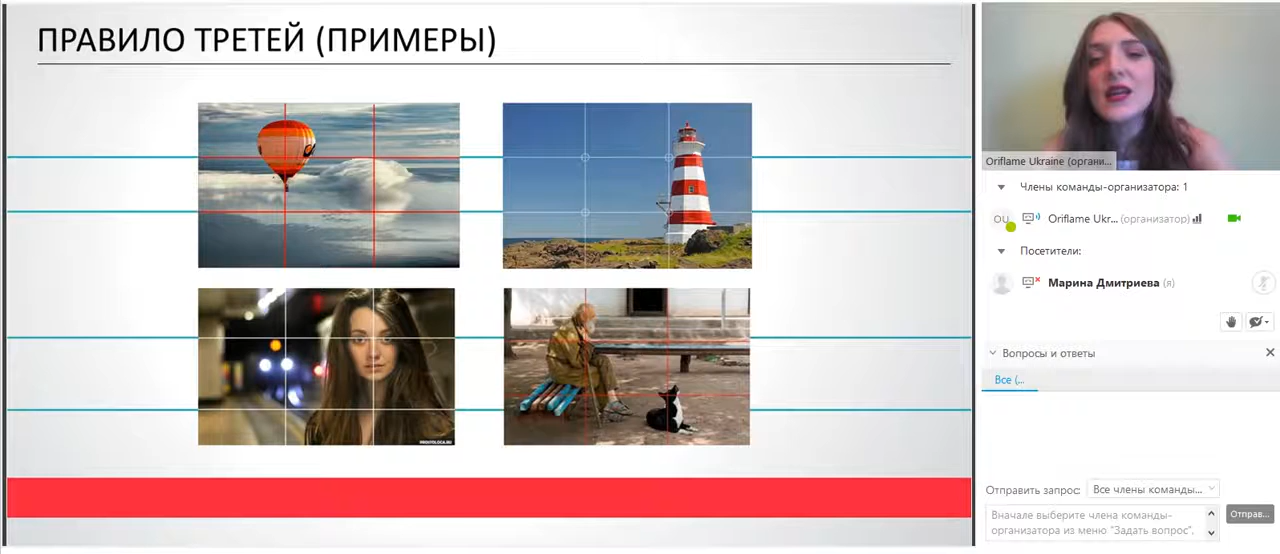 ПРАВИЛО ТРЕТЕЙ (ПРИМЕРЫ)
Oriflame Ukraine (органи...
Члены команды-организатора: 1
OU
Oriflame Ukr... (организатор)
Посетители:
Марина Дмитриева (я)
Вопросы и ответы
Все (...
Отправить запрос:
Все члены команды...
Вначале выберите члена команды-
организатора из меню "Задать вопрос",
Отправ...